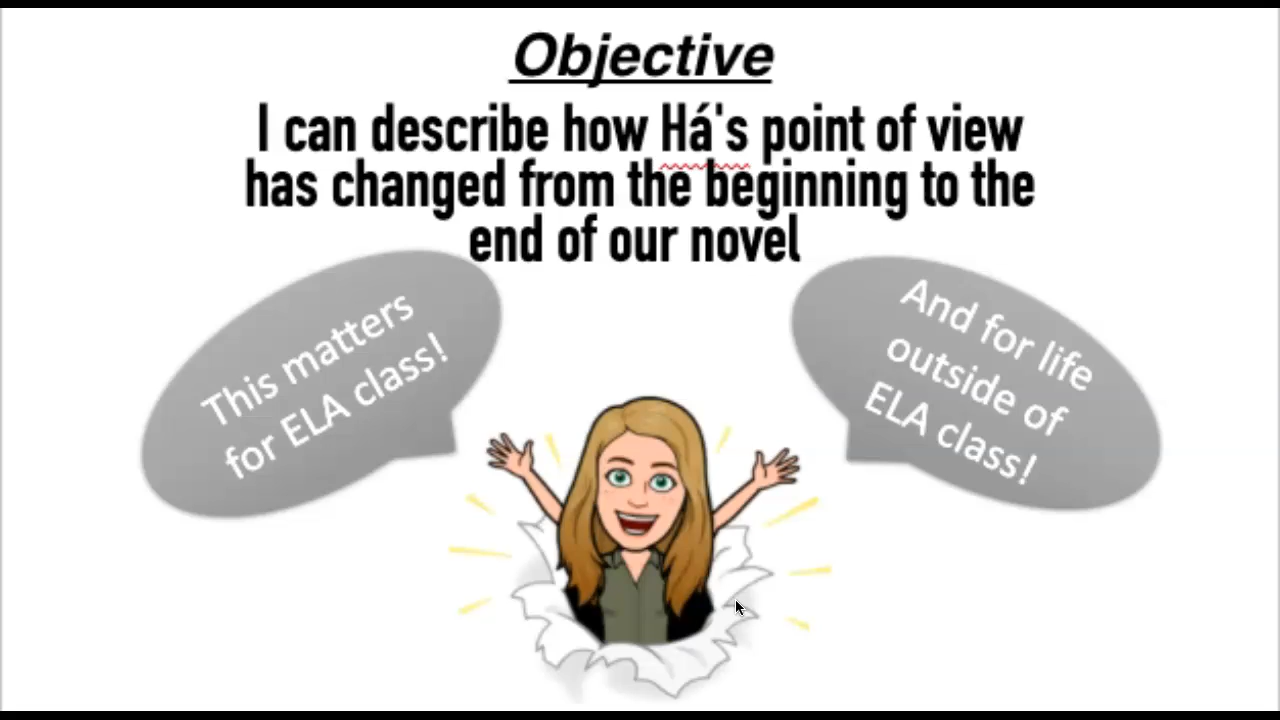 Objective
I can describe how Há's point of view
has changed from the beginning to the
end of our novel
This matters
for ELA class!
And for life
outside of
ELA class!